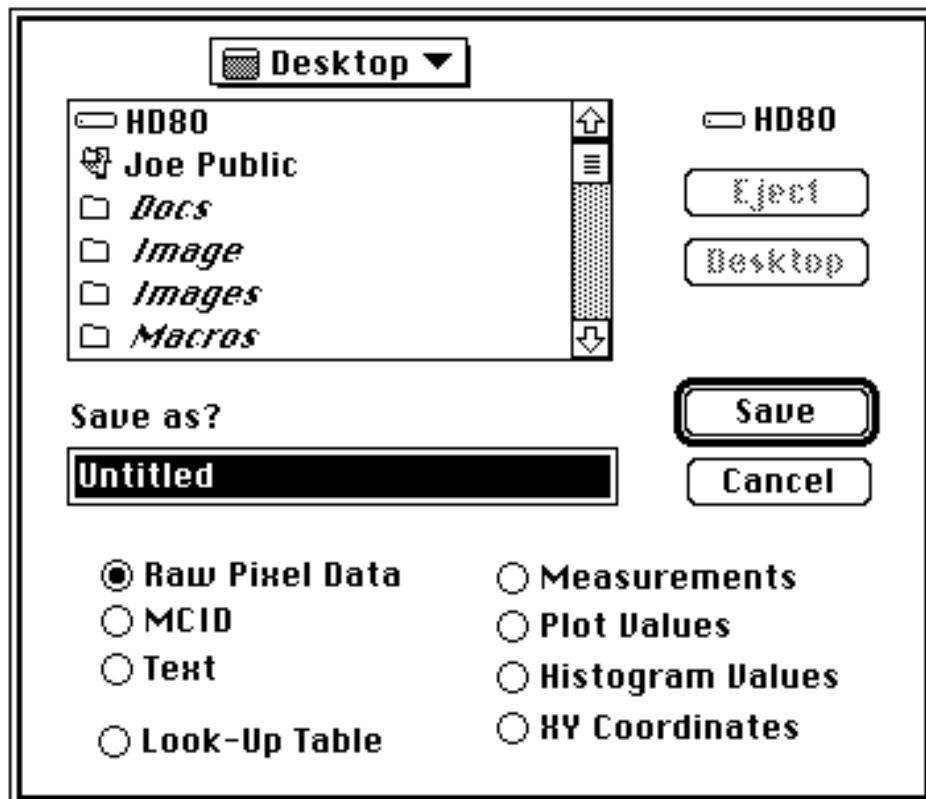 Desktop
HD80
Joe Public
Docs
Image
Images
Macros
HD80
Eject
Desktop
Save as?
Untitled
Save
Cancel
Raw Pixel Data
MCID
Text
Look-Up Table
Measurements
Plot Values
Histogram Values
XY Coordinates